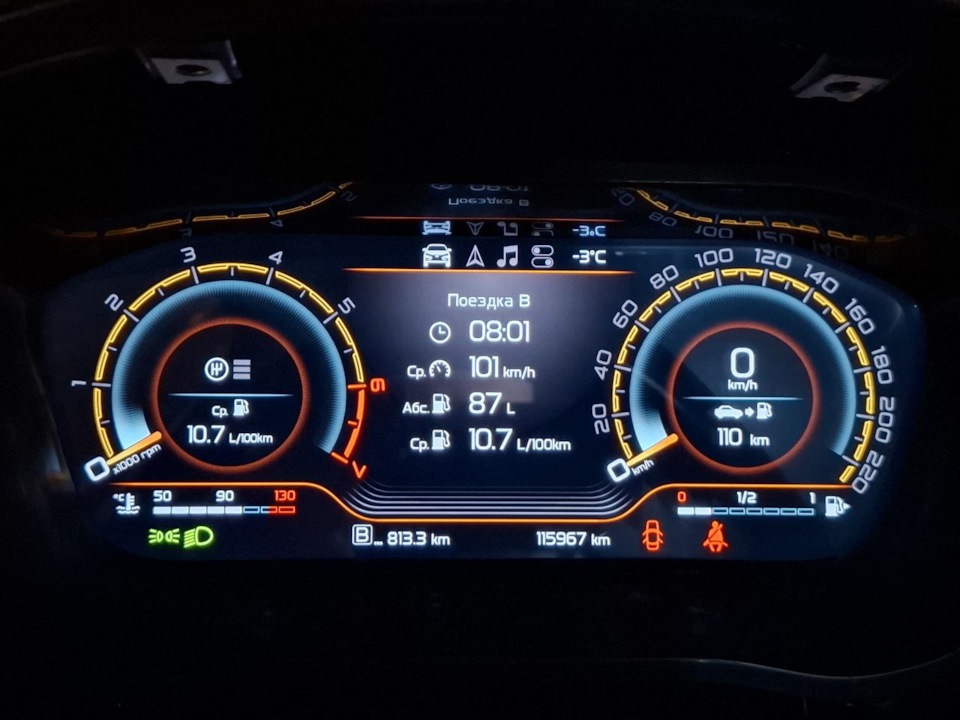 -3°C
Поездка B
08:01
Ср. 101 km/h
Абс. 87 L
Ср. 10.7 L/100km
0 1 2 3 4 5 6 7
x1000 rpm
Ср.
10.7 L/100km
0 20 40 60 80 100 120 140 160 180 200 220
km/h
0
km/h
110 km
°C 50 90 130
0 1/2 1
B 813.3 km
115967 km